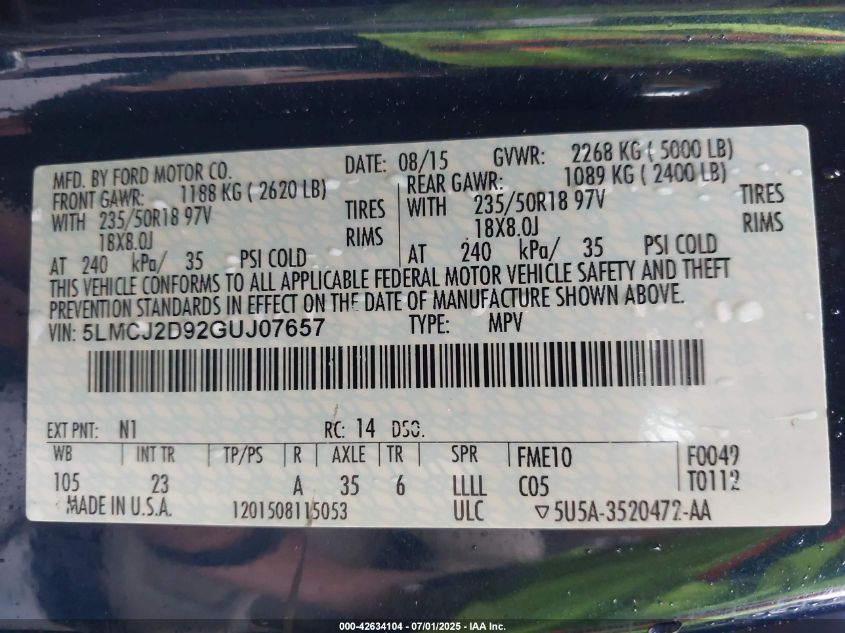 MFD. BY FORD MOTOR CO. DATE: 08/15 GVWR: 2268 KG ( 5000 LB)
FRONT GAWR: 1188 KG ( 2620 LB) REAR GAWR: 1089 KG ( 2400 LB)
WITH 235/50R18 97V TIRES WITH 235/50R18 97V TIRES
18X8.0J RIMS 18X8.0J RIMS
AT 240 kPa/ 35 PSI COLD AT 240 kPa/ 35 PSI COLD
THIS VEHICLE CONFORMS TO ALL APPLICABLE FEDERAL MOTOR VEHICLE SAFETY AND THEFT
PREVENTION STANDARDS IN EFFECT ON THE DATE OF MANUFACTURE SHOWN ABOVE.
VIN: 5LMCJ2D92GUJ07657 TYPE: MPV
EXT PNT: N1 RC: 14 DSO:
WB INT TR TP/PS R AXLE TR SPR FME10 F0049
105 23 A 35 6 LLLL C05 T0112
MADE IN U.S.A. 1201508115053 ULC ▽5U5A-3520472-AA
000-42634104 - 07/01/2025 - IAA Inc.